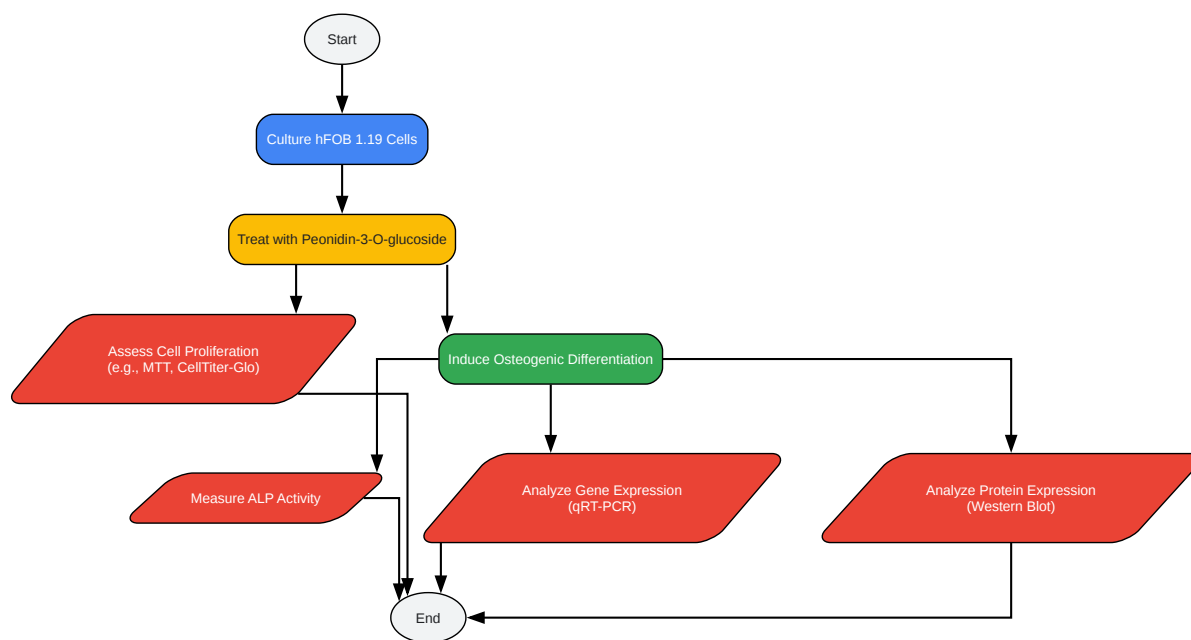 Start
Culture hFOB 1.19 Cells
Treat with Peonidin-3-O-glucoside
Assess Cell Proliferation
(e.g., MTT, CellTiter-Glo)
Induce Osteogenic Differentiation
Measure ALP Activity
Analyze Gene Expression
(qRT-PCR)
Analyze Protein Expression
(Western Blot)
End